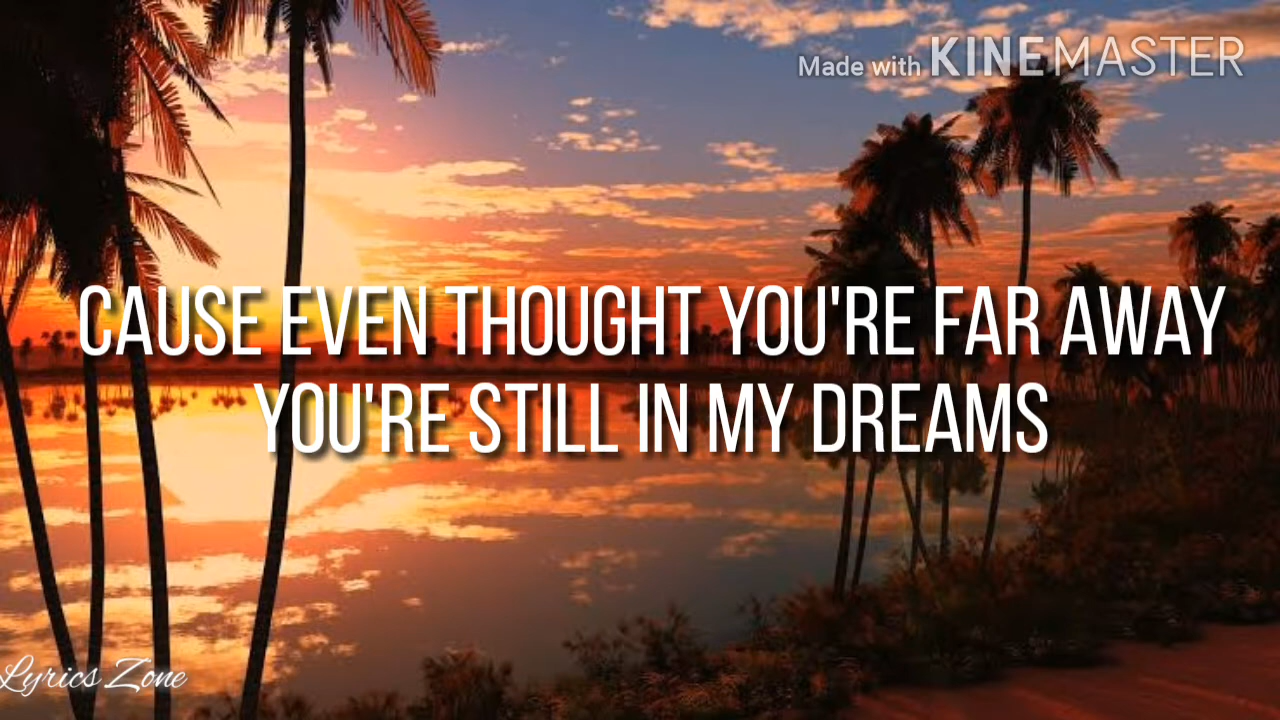 Made with KINEMASTER
CAUSE EVEN THOUGHT YOU'RE FAR AWAY
YOU'RE STILL IN MY DREAMS
Lyrics Zone